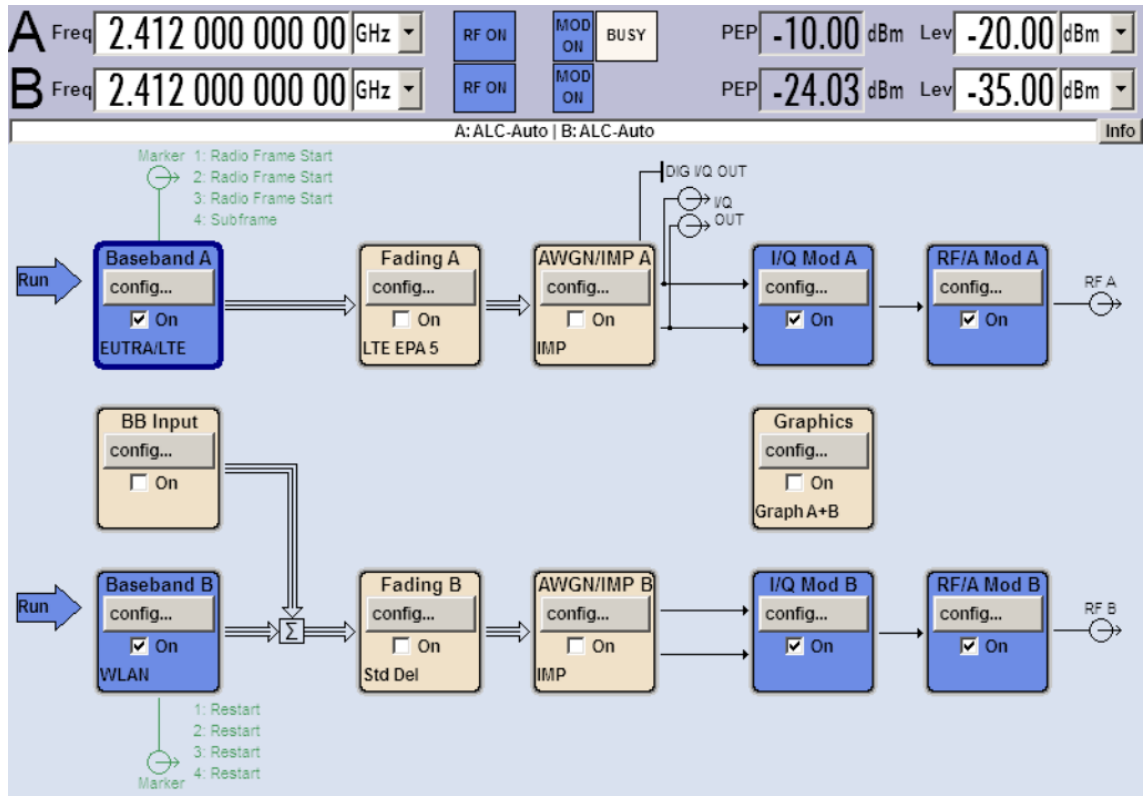 A Freq 2.412 000 000 00 GHz RF ON MOD ON BUSY PEP -10.00 dBm Lev -20.00 dBm
B Freq 2.412 000 000 00 GHz RF ON MOD ON PEP -24.03 dBm Lev -35.00 dBm
A: ALC-Auto | B: ALC-Auto Info
Marker 1: Radio Frame Start
2: Radio Frame Start
3: Radio Frame Start
4: Subframe
DIG I/Q OUT
I/Q
OUT
Run
Baseband A
config...
On
EUTRA/LTE
Fading A
config...
On
LTE EPA 5
AWGN/IMP A
config...
On
IMP
I/Q Mod A
config...
On
RF/A Mod A
config...
On
RF A
BB Input
config...
On
Graphics
config...
On
Graph A+B
Run
Baseband B
config...
On
WLAN
Σ
Fading B
config...
On
Std Del
AWGN/IMP B
config...
On
IMP
I/Q Mod B
config...
On
RF/A Mod B
config...
On
RF B
1: Restart
2: Restart
3: Restart
4: Restart
Marker